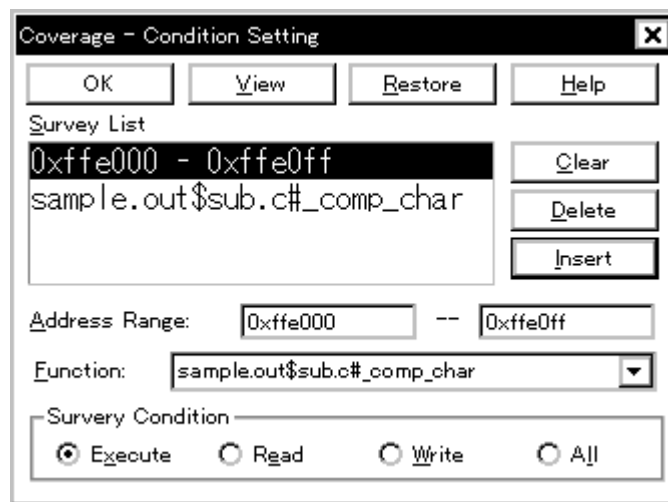 Coverage - Condition Setting
OK View Restore Help
Survey List
0xffe000 - 0xffe0ff Clear
sample.out$sub.c#_comp_char Delete
Insert
Address Range: 0xffe000 -- 0xffe0ff
Function: sample.out$sub.c#_comp_char
Survery Condition
Execute Read Write All